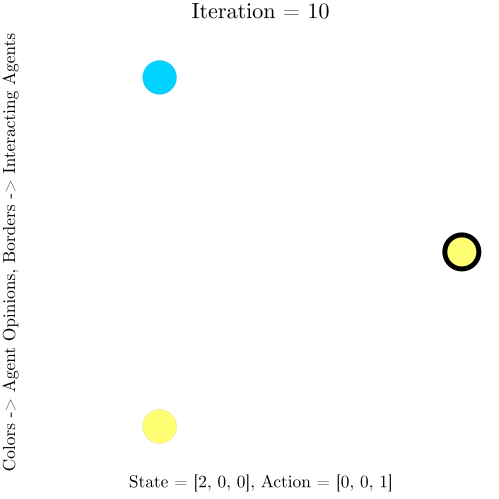 Iteration = 10
Colors -> Agent Opinions, Borders -> Interacting Agents
State = [2, 0, 0], Action = [0, 0, 1]